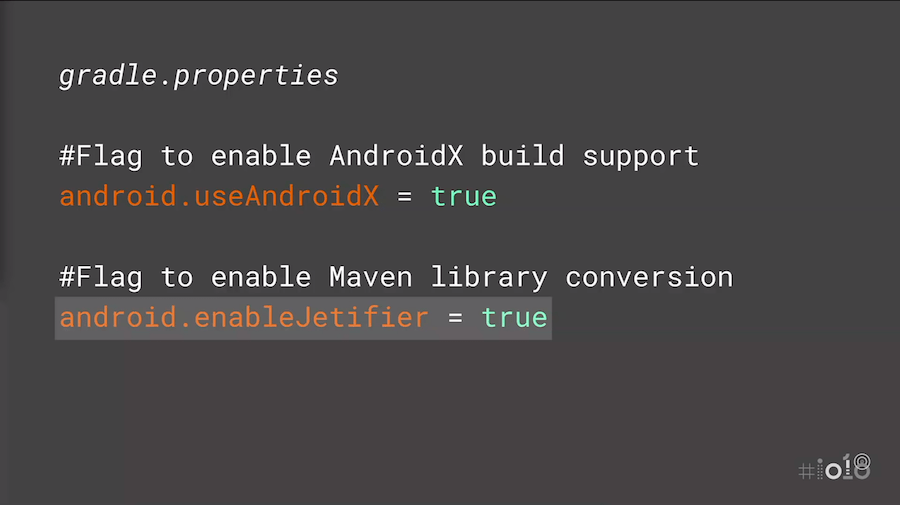 gradle.properties
#Flag to enable AndroidX build support
android.useAndroidX = true
#Flag to enable Maven library conversion
android.enableJetifier = true
#io18